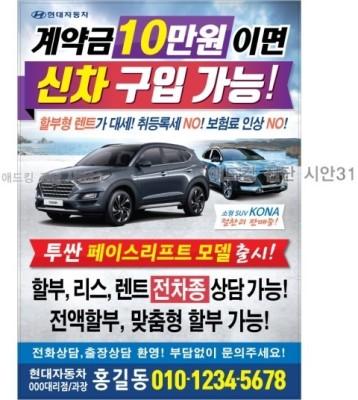 현대자동차
계약금 10만원 이면
신차 구입 가능!
할부형 렌트가 대세! 취등록세 NO! 보험료 인상 NO!
애드킹
시안31
소형 SUV KONA
절찬리 판매중!
투싼 페이스리프트 모델 출시!
할부, 리스, 렌트 전차종 상담 가능!
전액할부, 맞춤형 할부 가능!
전화상담,출장상담 환영! 부담없이 문의주세요!
현대자동차
000대리점/과장
홍길동 010-1234-5678